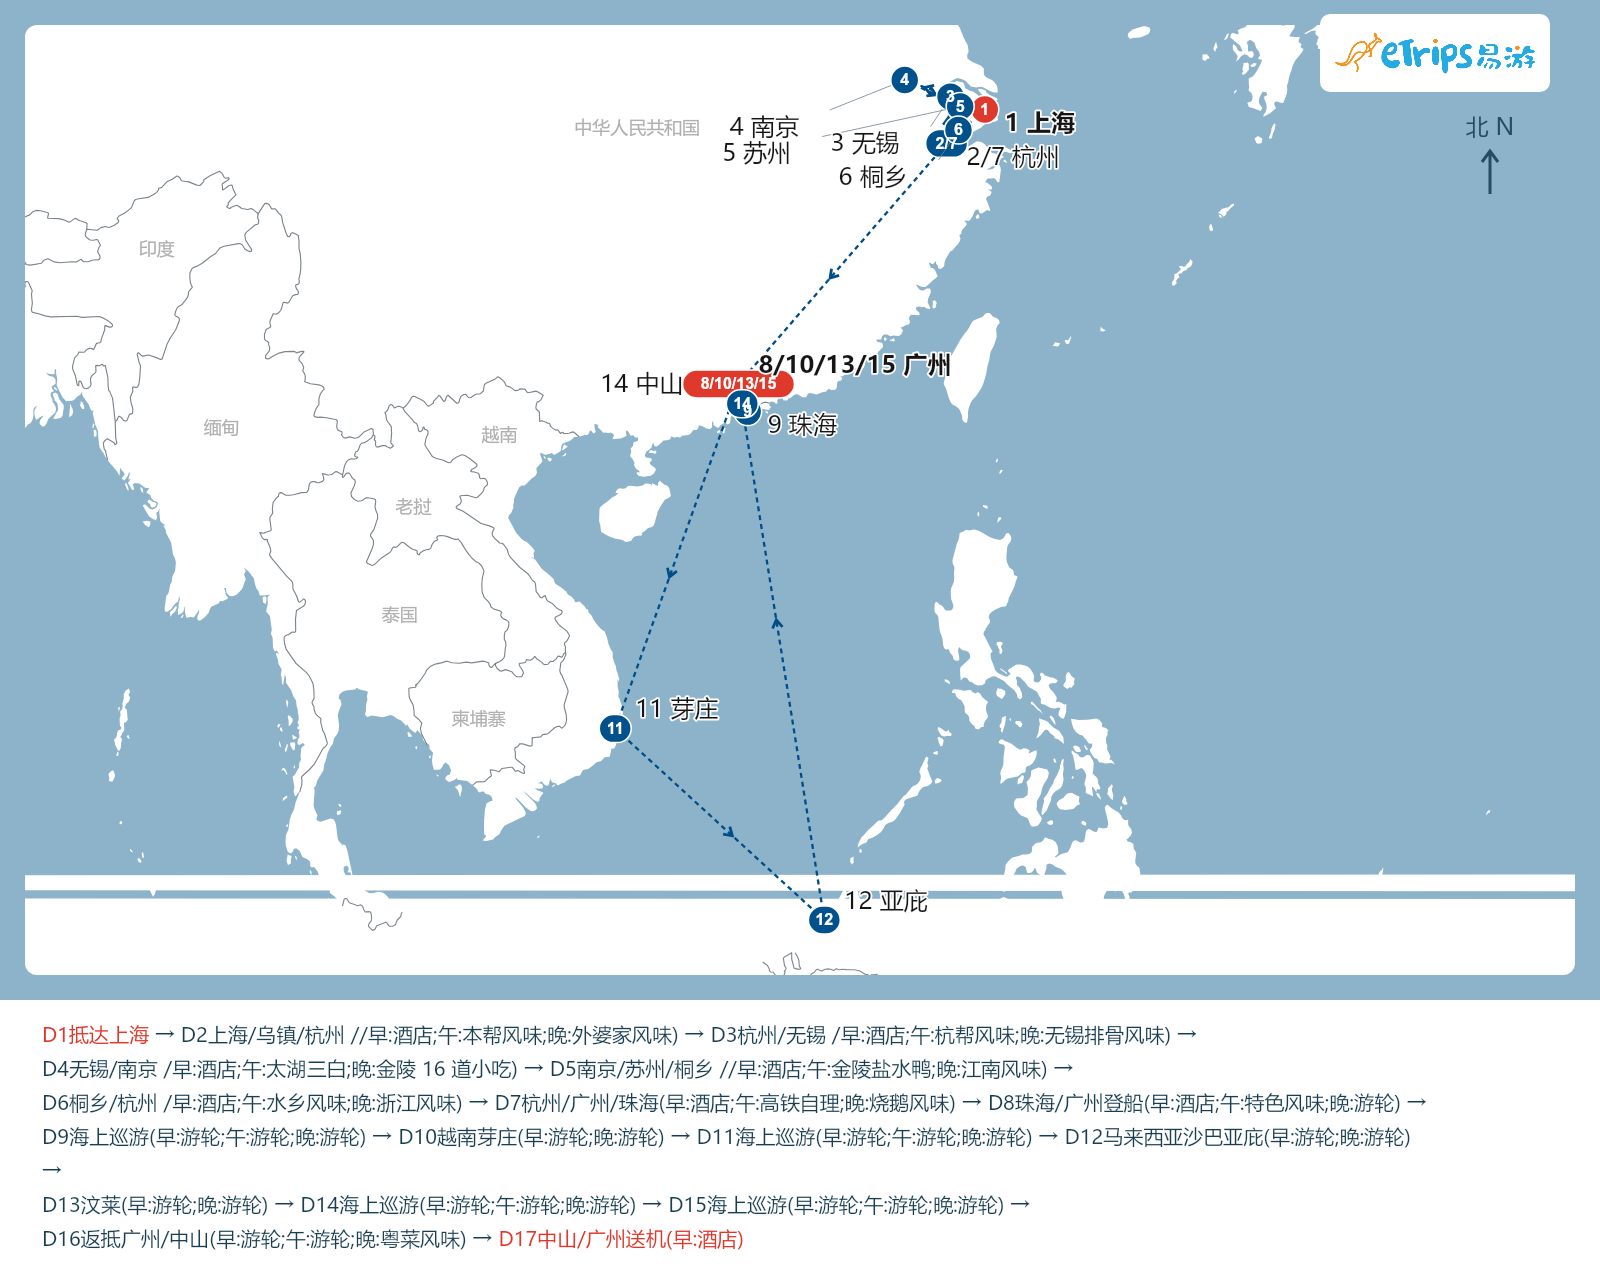 eTrips易游
北 N
4
3
5
1
6
2/7
1 上海
4 南京
5 苏州
3 无锡
2/7 杭州
6 桐乡
中华人民共和国
印度
缅甸
越南
老挝
泰国
柬埔寨
8/10/13/15 广州
14 中山
8/10/13/15
14
9
9 珠海
11 芽庄
11
12 亚庇
12
D1抵达上海 → D2上海/乌镇/杭州 //早:酒店;午:本帮风味;晚:外婆家风味) → D3杭州/无锡 /早:酒店;午:杭帮风味;晚:无锡排骨风味) →
D4无锡/南京 /早:酒店;午:太湖三白;晚:金陵 16 道小吃) → D5南京/苏州/桐乡 //早:酒店;午:金陵盐水鸭;晚:江南风味) →
D6桐乡/杭州 /早:酒店;午:水乡风味;晚:浙江风味) → D7杭州/广州/珠海(早:酒店;午:高铁自理;晚:烧鹅风味) → D8珠海/广州登船(早:酒店;午:特色风味;晚:游轮) →
D9海上巡游(早:游轮;午:游轮;晚:游轮) → D10越南芽庄(早:游轮;晚:游轮) → D11海上巡游(早:游轮;午:游轮;晚:游轮) → D12马来西亚沙巴亚庇(早:游轮;晚:游轮)
→
D13汶莱(早:游轮;晚:游轮) → D14海上巡游(早:游轮;午:游轮;晚:游轮) → D15海上巡游(早:游轮;午:游轮;晚:游轮) →
D16返抵广州/中山(早:游轮;午:游轮;晚:粤菜风味) → D17中山/广州送机(早:酒店)